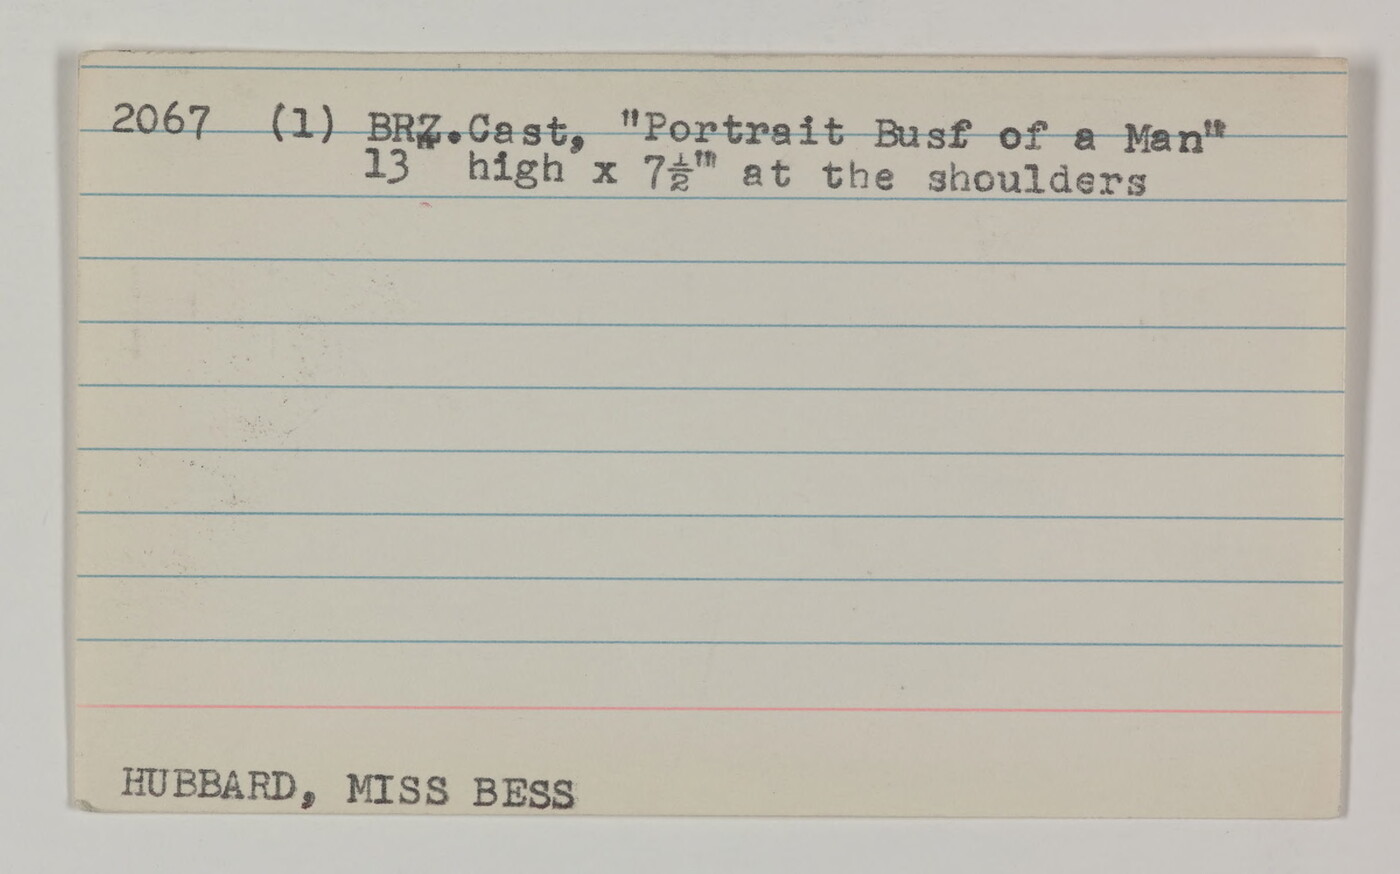 2067 (1) BRZ.Cast, "Portrait Busf of a Man"
13" high x 7½" at the shoulders
HUBBARD, MISS BESS